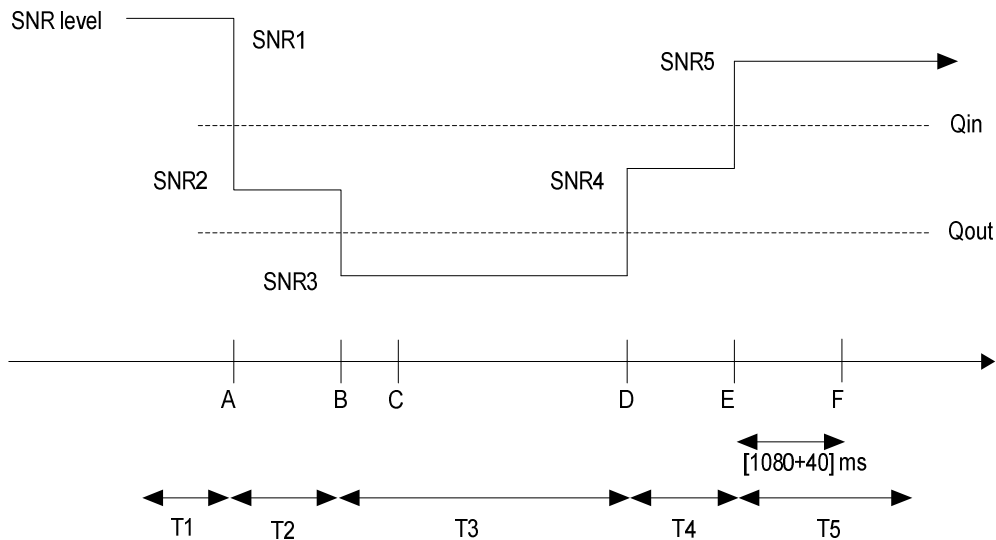 SNR level
SNR1
SNR5
Qin
SNR2
SNR4
Qout
SNR3
A
B
C
D
E
F
[1080+40] ms
T1
T2
T3
T4
T5